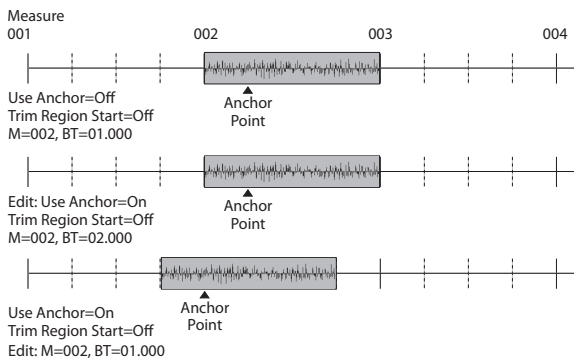 Measure
001 002 003 004
Use Anchor=Off
Trim Region Start=Off
M=002, BT=01.000
Anchor
Point
Edit: Use Anchor=On
Trim Region Start=Off
M=002, BT=02.000
Anchor
Point
Use Anchor=On
Trim Region Start=Off
Edit: M=002, BT=01.000
Anchor
Point